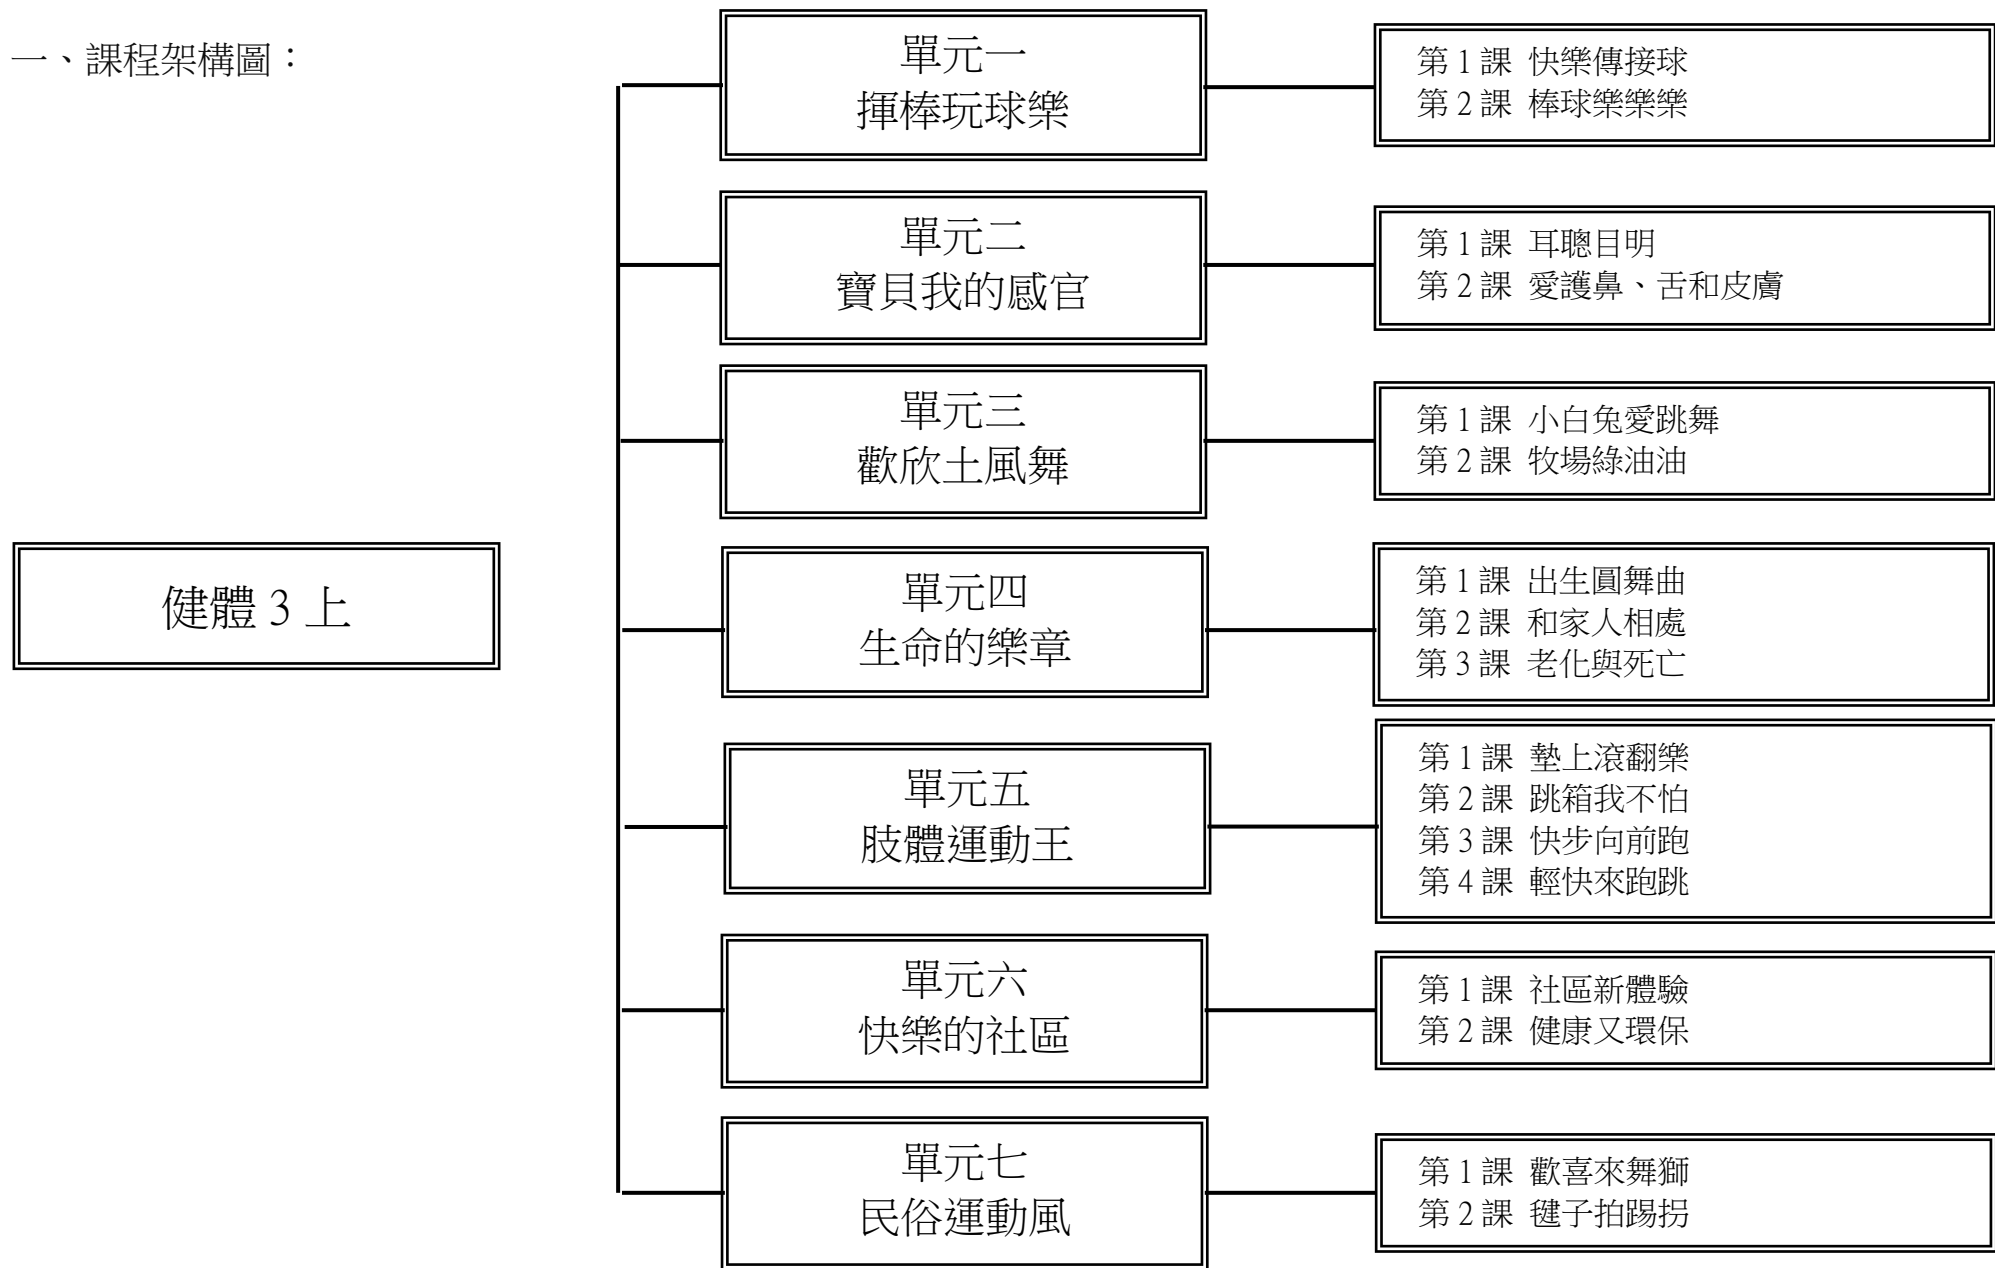 一、課程架構圖：
健體 3 上
單元一
揮棒玩球樂
第 1 課 快樂傳接球
第 2 課 棒球樂樂樂
單元二
寶貝我的感官
第 1 課 耳聰目明
第 2 課 愛護鼻、舌和皮膚
單元三
歡欣土風舞
第 1 課 小白兔愛跳舞
第 2 課 牧場綠油油
單元四
生命的樂章
第 1 課 出生圓舞曲
第 2 課 和家人相處
第 3 課 老化與死亡
單元五
肢體運動王
第 1 課 墊上滾翻樂
第 2 課 跳箱我不怕
第 3 課 快步向前跑
第 4 課 輕快來跑跳
單元六
快樂的社區
第 1 課 社區新體驗
第 2 課 健康又環保
單元七
民俗運動風
第 1 課 歡喜來舞獅
第 2 課 毽子拍踢拐